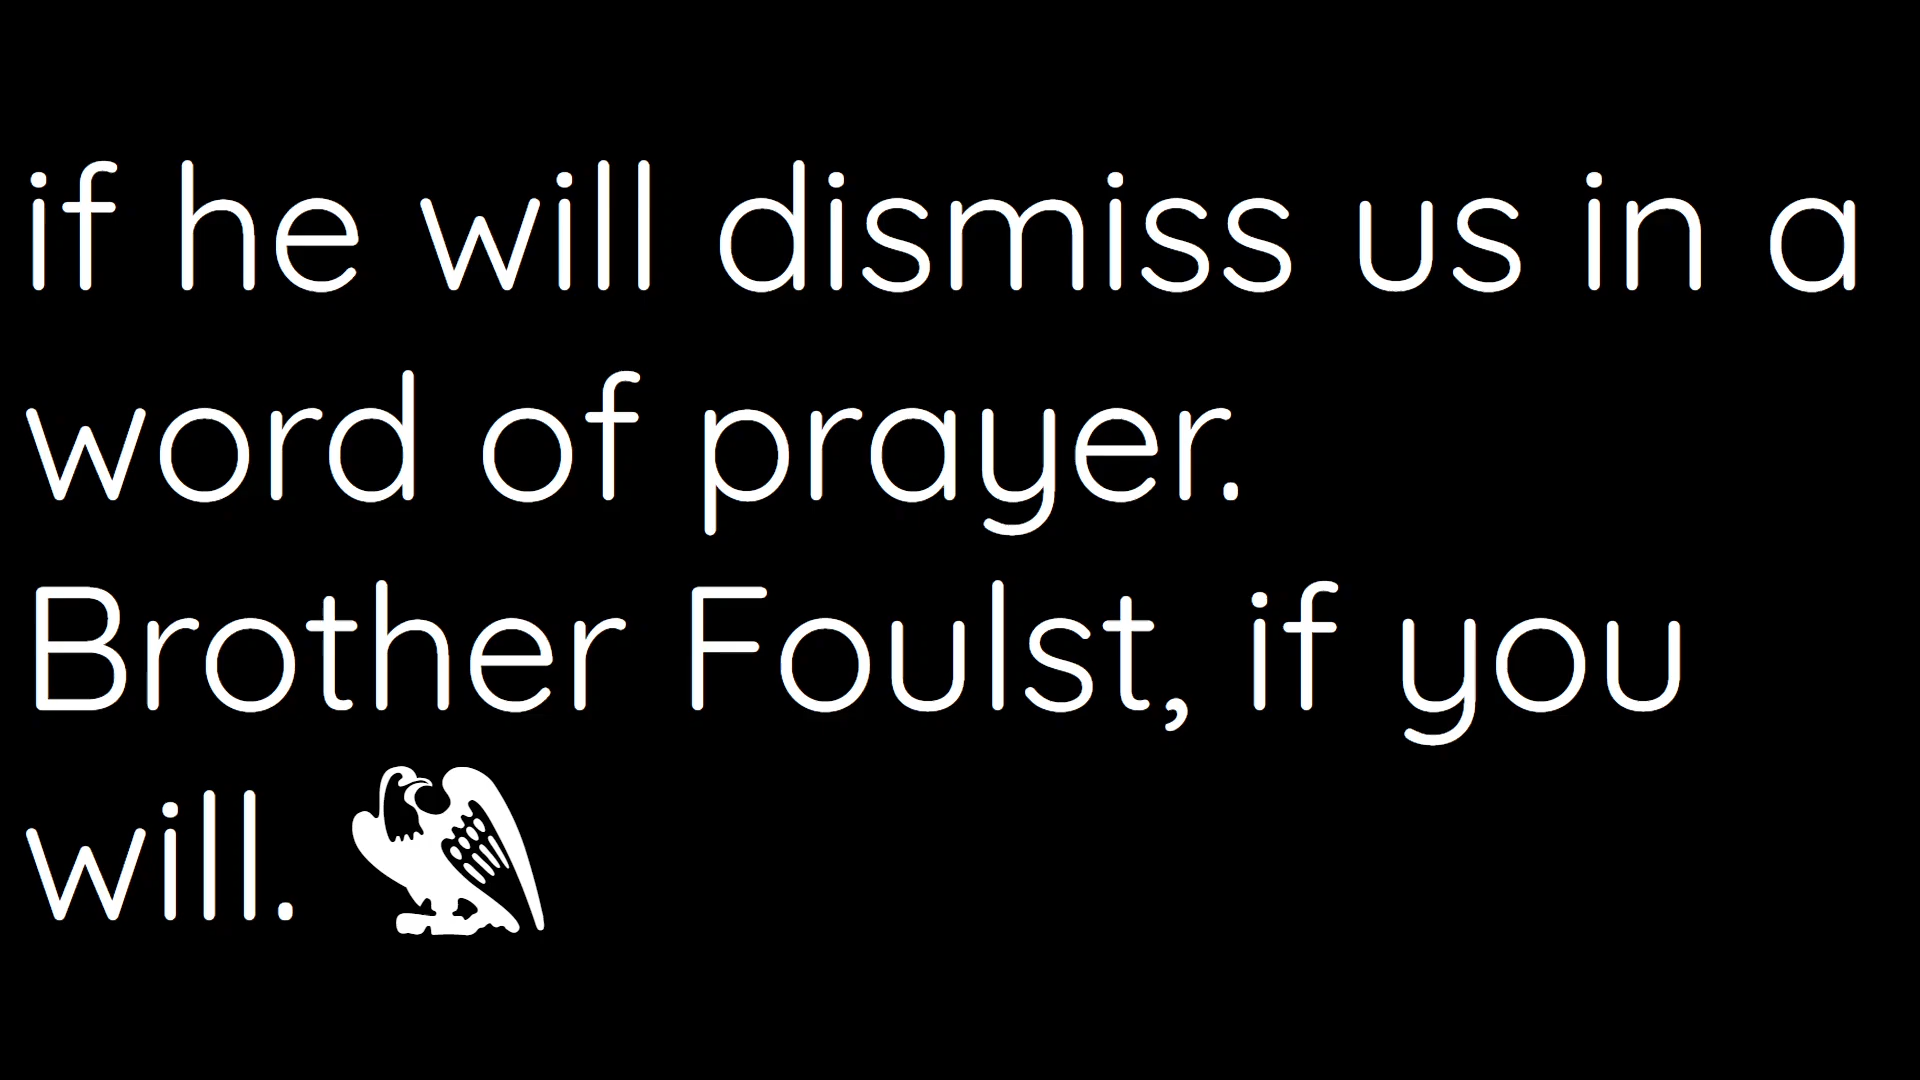 if he will dismiss us in a
word of prayer.
Brother Foulst, if you
will.